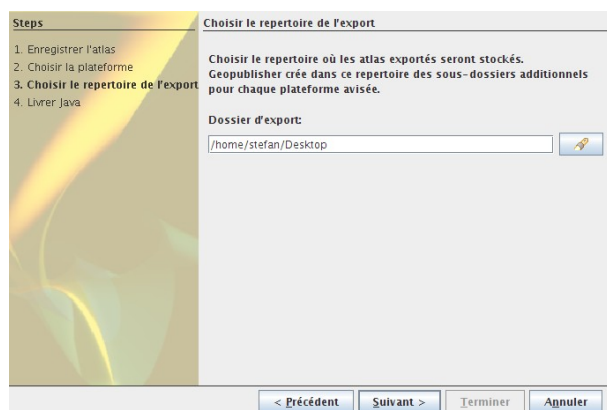 Steps
1. Enregistrer l'atlas
2. Choisir la plateforme
3. Choisir le repertoire de l'export
4. Livrer Java
Choisir le repertoire de l'export
Choisir le repertoire où les atlas exportés seront stockés.
Geopublisher crée dans ce repertoire des sous-dossiers additionnels
pour chaque plateforme avisée.
Dossier d'export:
/home/stefan/Desktop
< Précédent
Suivant >
Terminer
Annuler